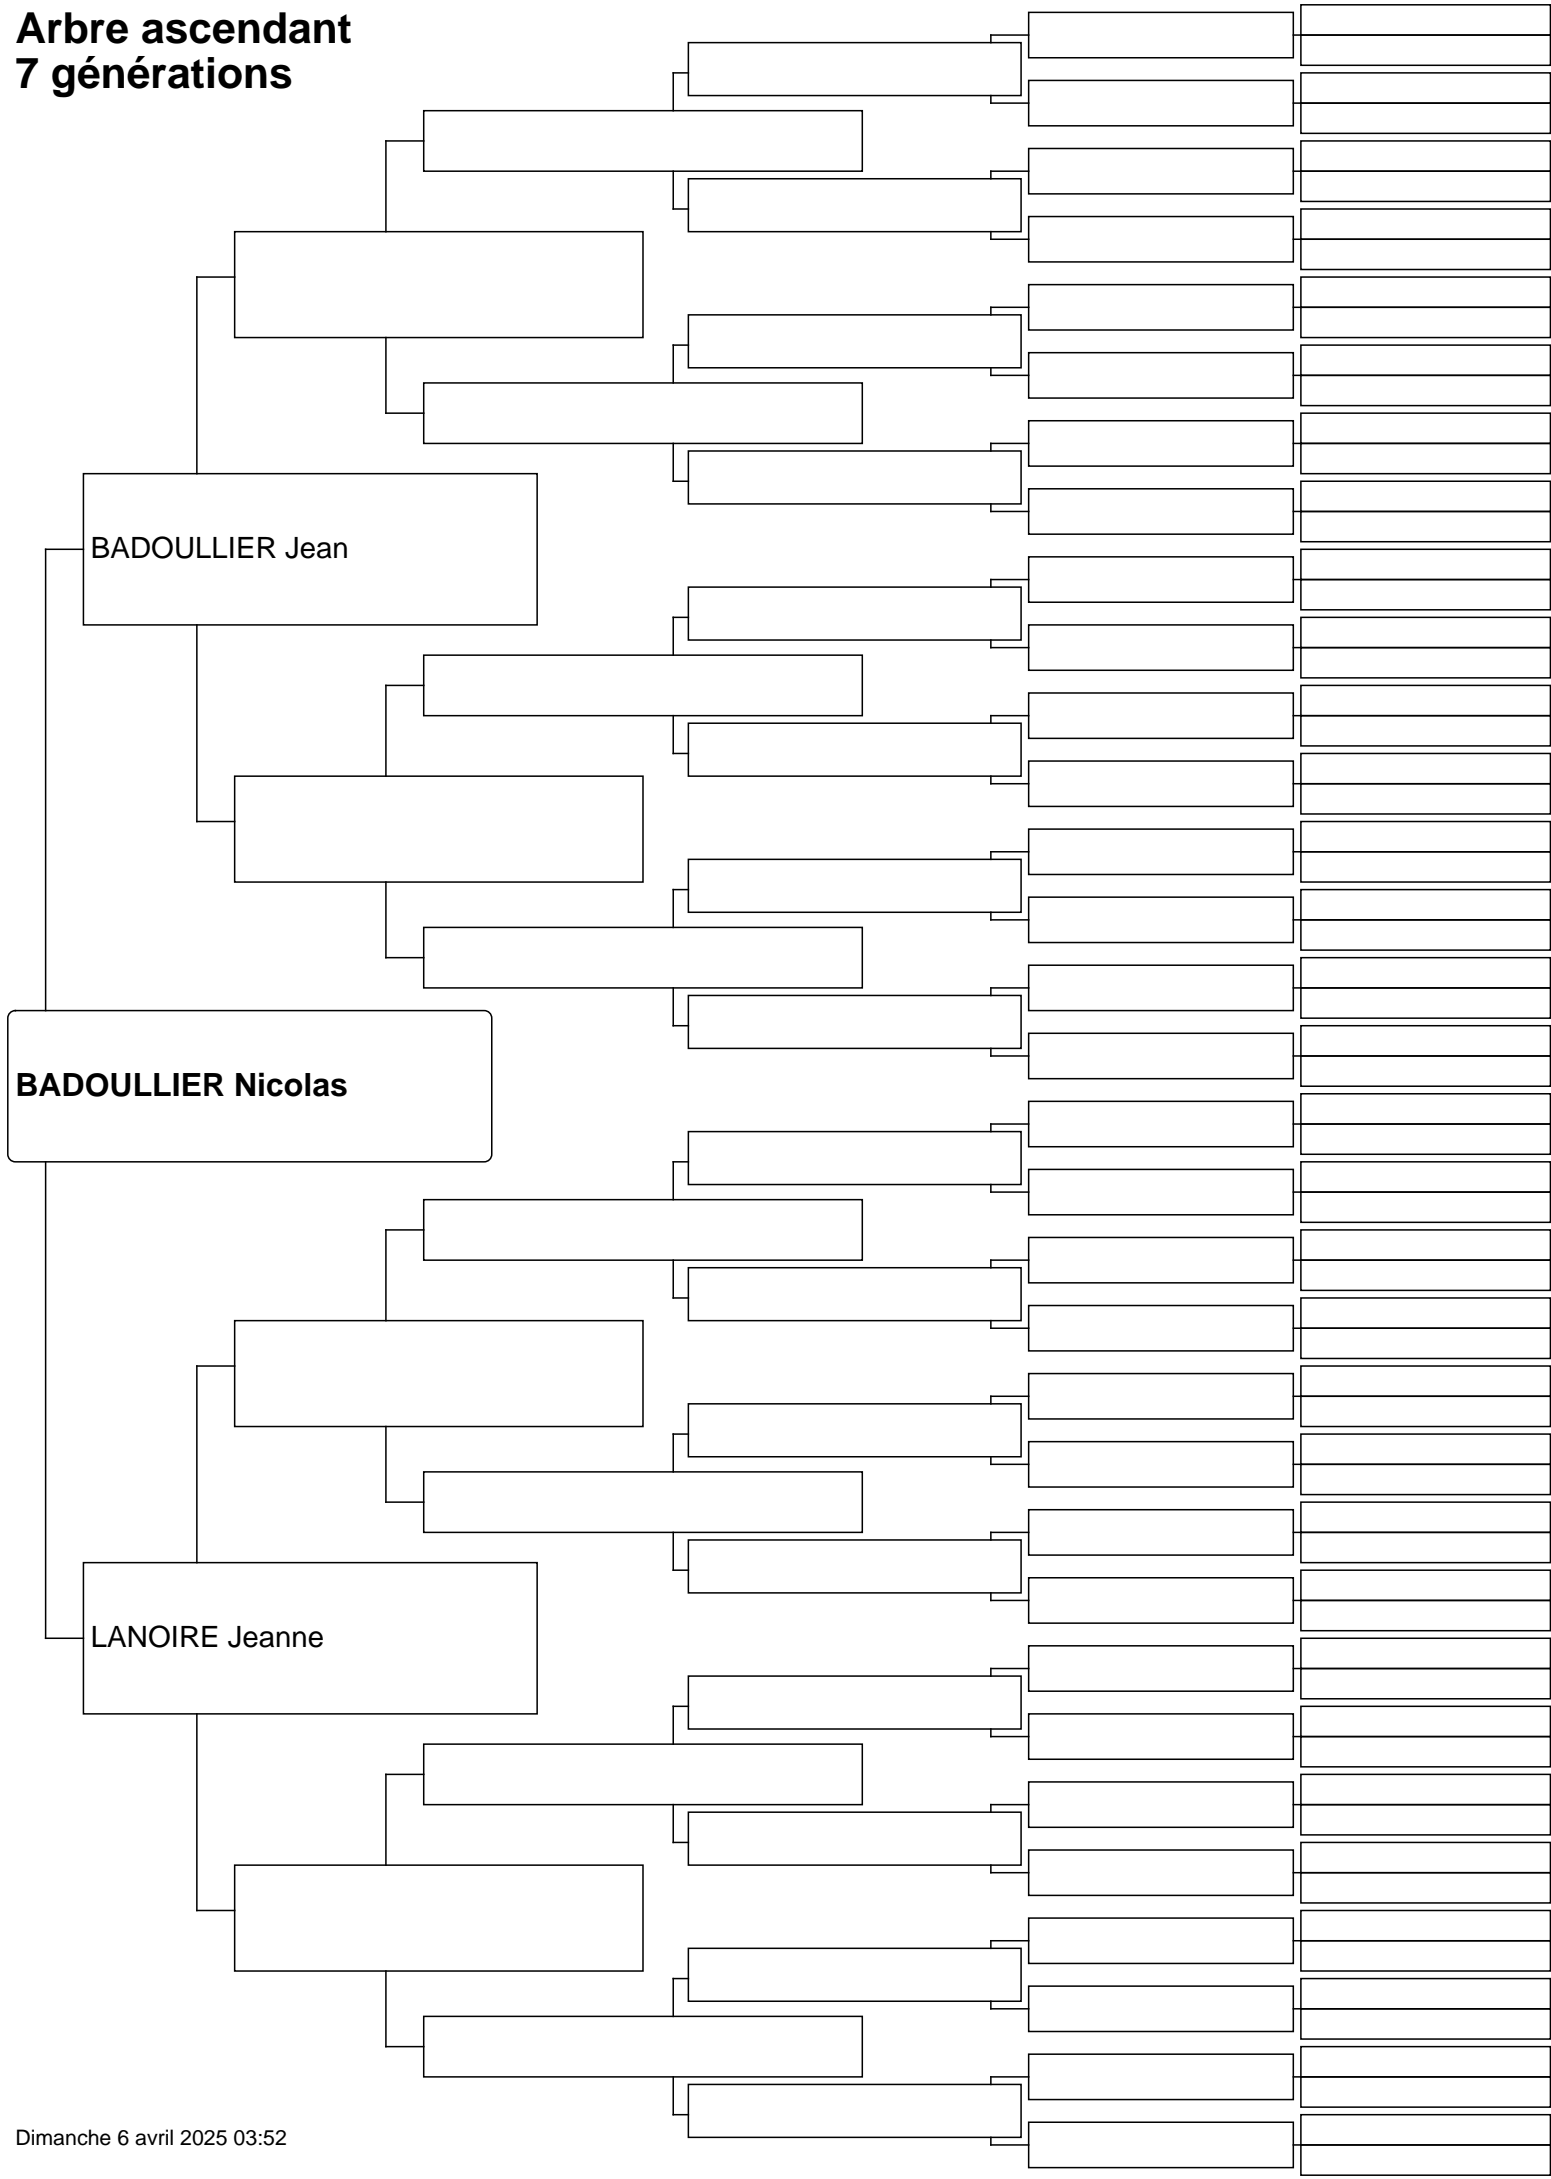 Arbre ascendant
7 générations
BADOULLIER Jean
BADOULLIER Nicolas
LANOIRE Jeanne
Dimanche 6 avril 2025 03:52